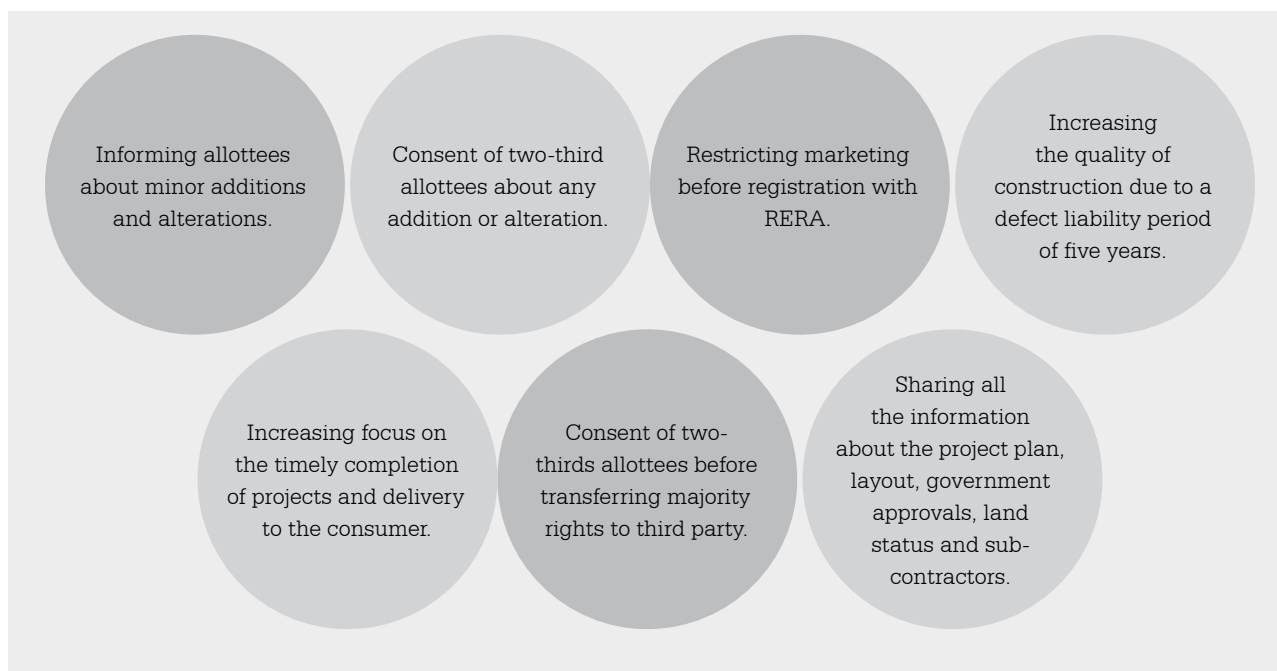 Informing allottees
about minor additions
and alterations.
Consent of two-third
allottees about any
addition or alteration.
Restricting marketing
before registration with
RERA.
Increasing
the quality of
construction due to a
defect liability period
of five years.
Increasing focus on
the timely completion
of projects and delivery
to the consumer.
Consent of two-
thirds allottees before
transferring majority
rights to third party.
Sharing all
the information
about the project plan,
layout, government
approvals, land
status and sub-
contractors.